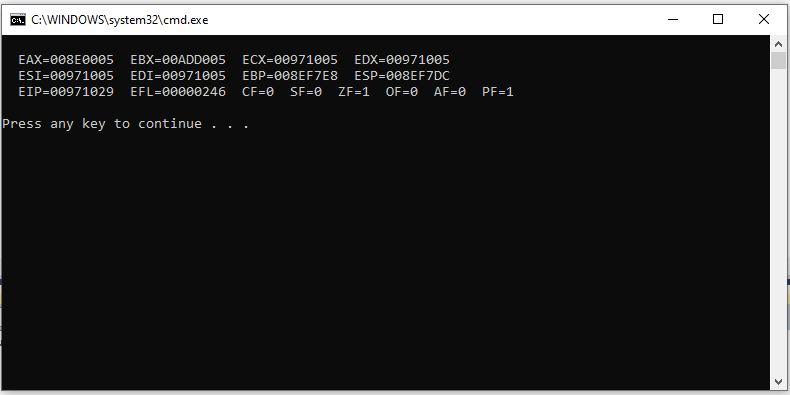 C:\WINDOWS\system32\cmd.exe
EAX=008E0005  EBX=00ADD005  ECX=00971005  EDX=00971005
ESI=00971005  EDI=00971005  EBP=008EF7E8  ESP=008EF7DC
EIP=00971029  EFL=00000246  CF=0  SF=0  ZF=1  OF=0  AF=0  PF=1
Press any key to continue . . .